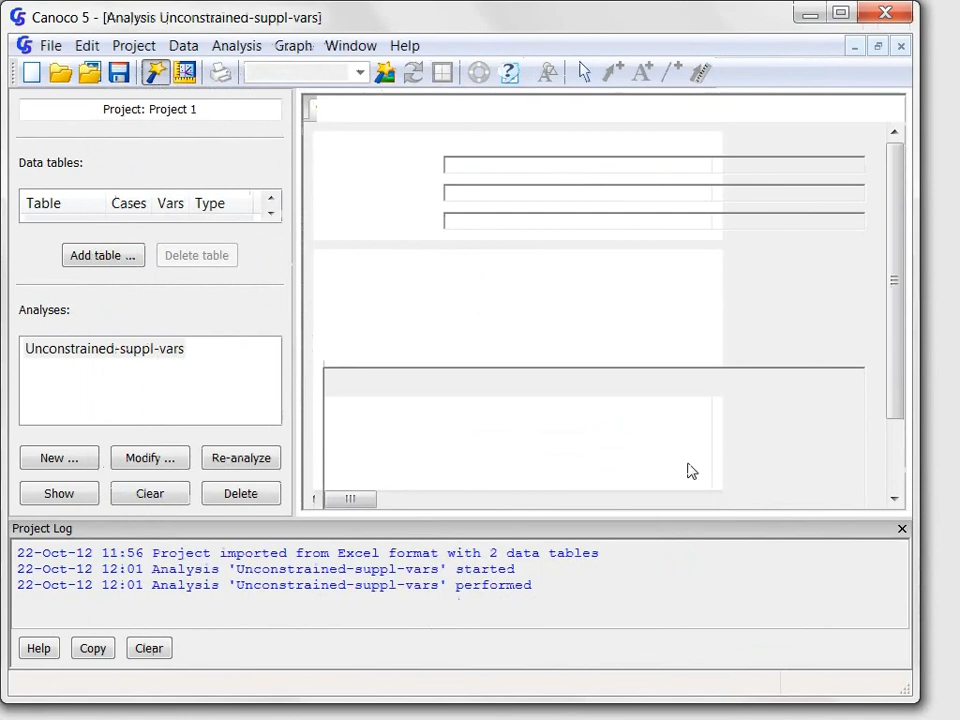 Canoco 5 - [Analysis Unconstrained-suppl-vars]
File Edit Project Data Analysis Graph Window Help
Project: Project 1
Data tables:
Table Cases Vars Type
Add table ... Delete table
Analyses:
Unconstrained-suppl-vars
New ... Modify ... Re-analyze
Show Clear Delete
Project Log
22-Oct-12 11:56 Project imported from Excel format with 2 data tables
22-Oct-12 12:01 Analysis 'Unconstrained-suppl-vars' started
22-Oct-12 12:01 Analysis 'Unconstrained-suppl-vars' performed
Help Copy Clear